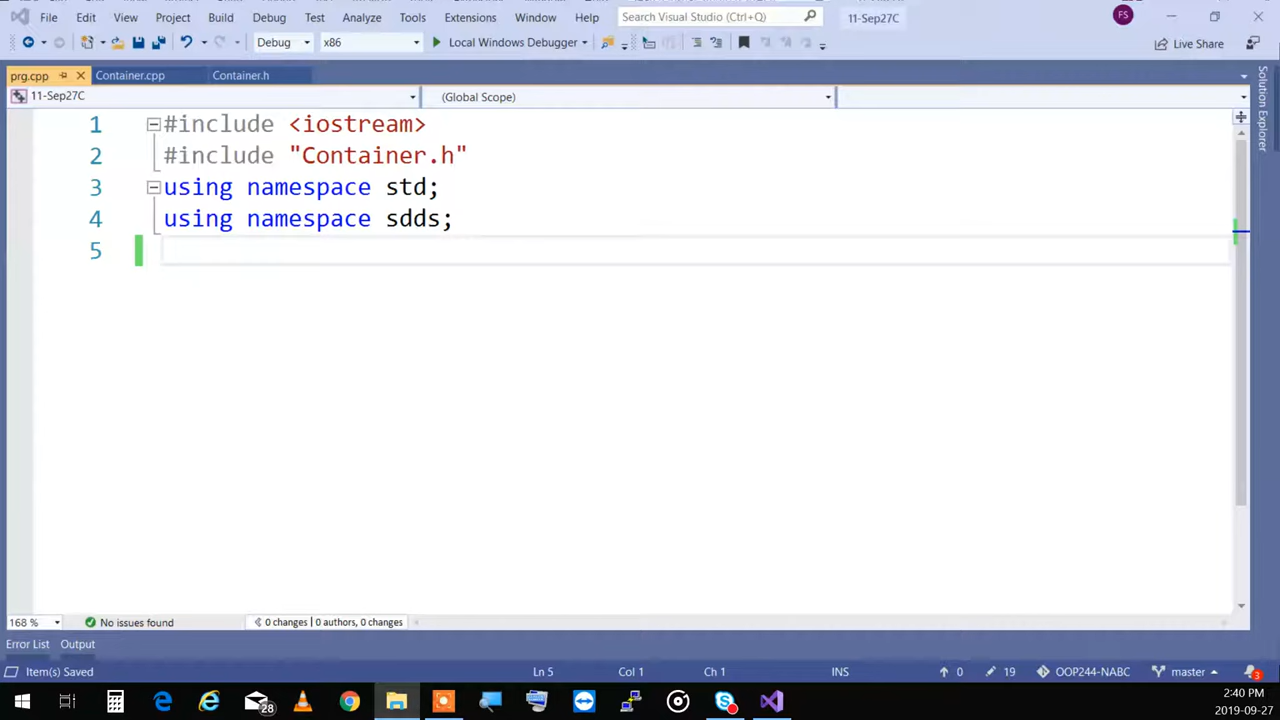 File Edit View Project Build Debug Test Analyze Tools Extensions Window Help Search Visual Studio (Ctrl+Q) 11-Sep27C FS
Debug x86 Local Windows Debugger Live Share
prg.cpp Container.cpp Container.h
11-Sep27C (Global Scope)
Solution Explorer
1 #include <iostream>
2 #include "Container.h"
3 using namespace std;
4 using namespace sdds;
5
168 % No issues found 0 changes | 0 authors, 0 changes
Error List Output
Item(s) Saved Ln 5 Col 1 Ch 1 INS 0 19 OOP244-NABC master 3
28
2:40 PM
2019-09-27